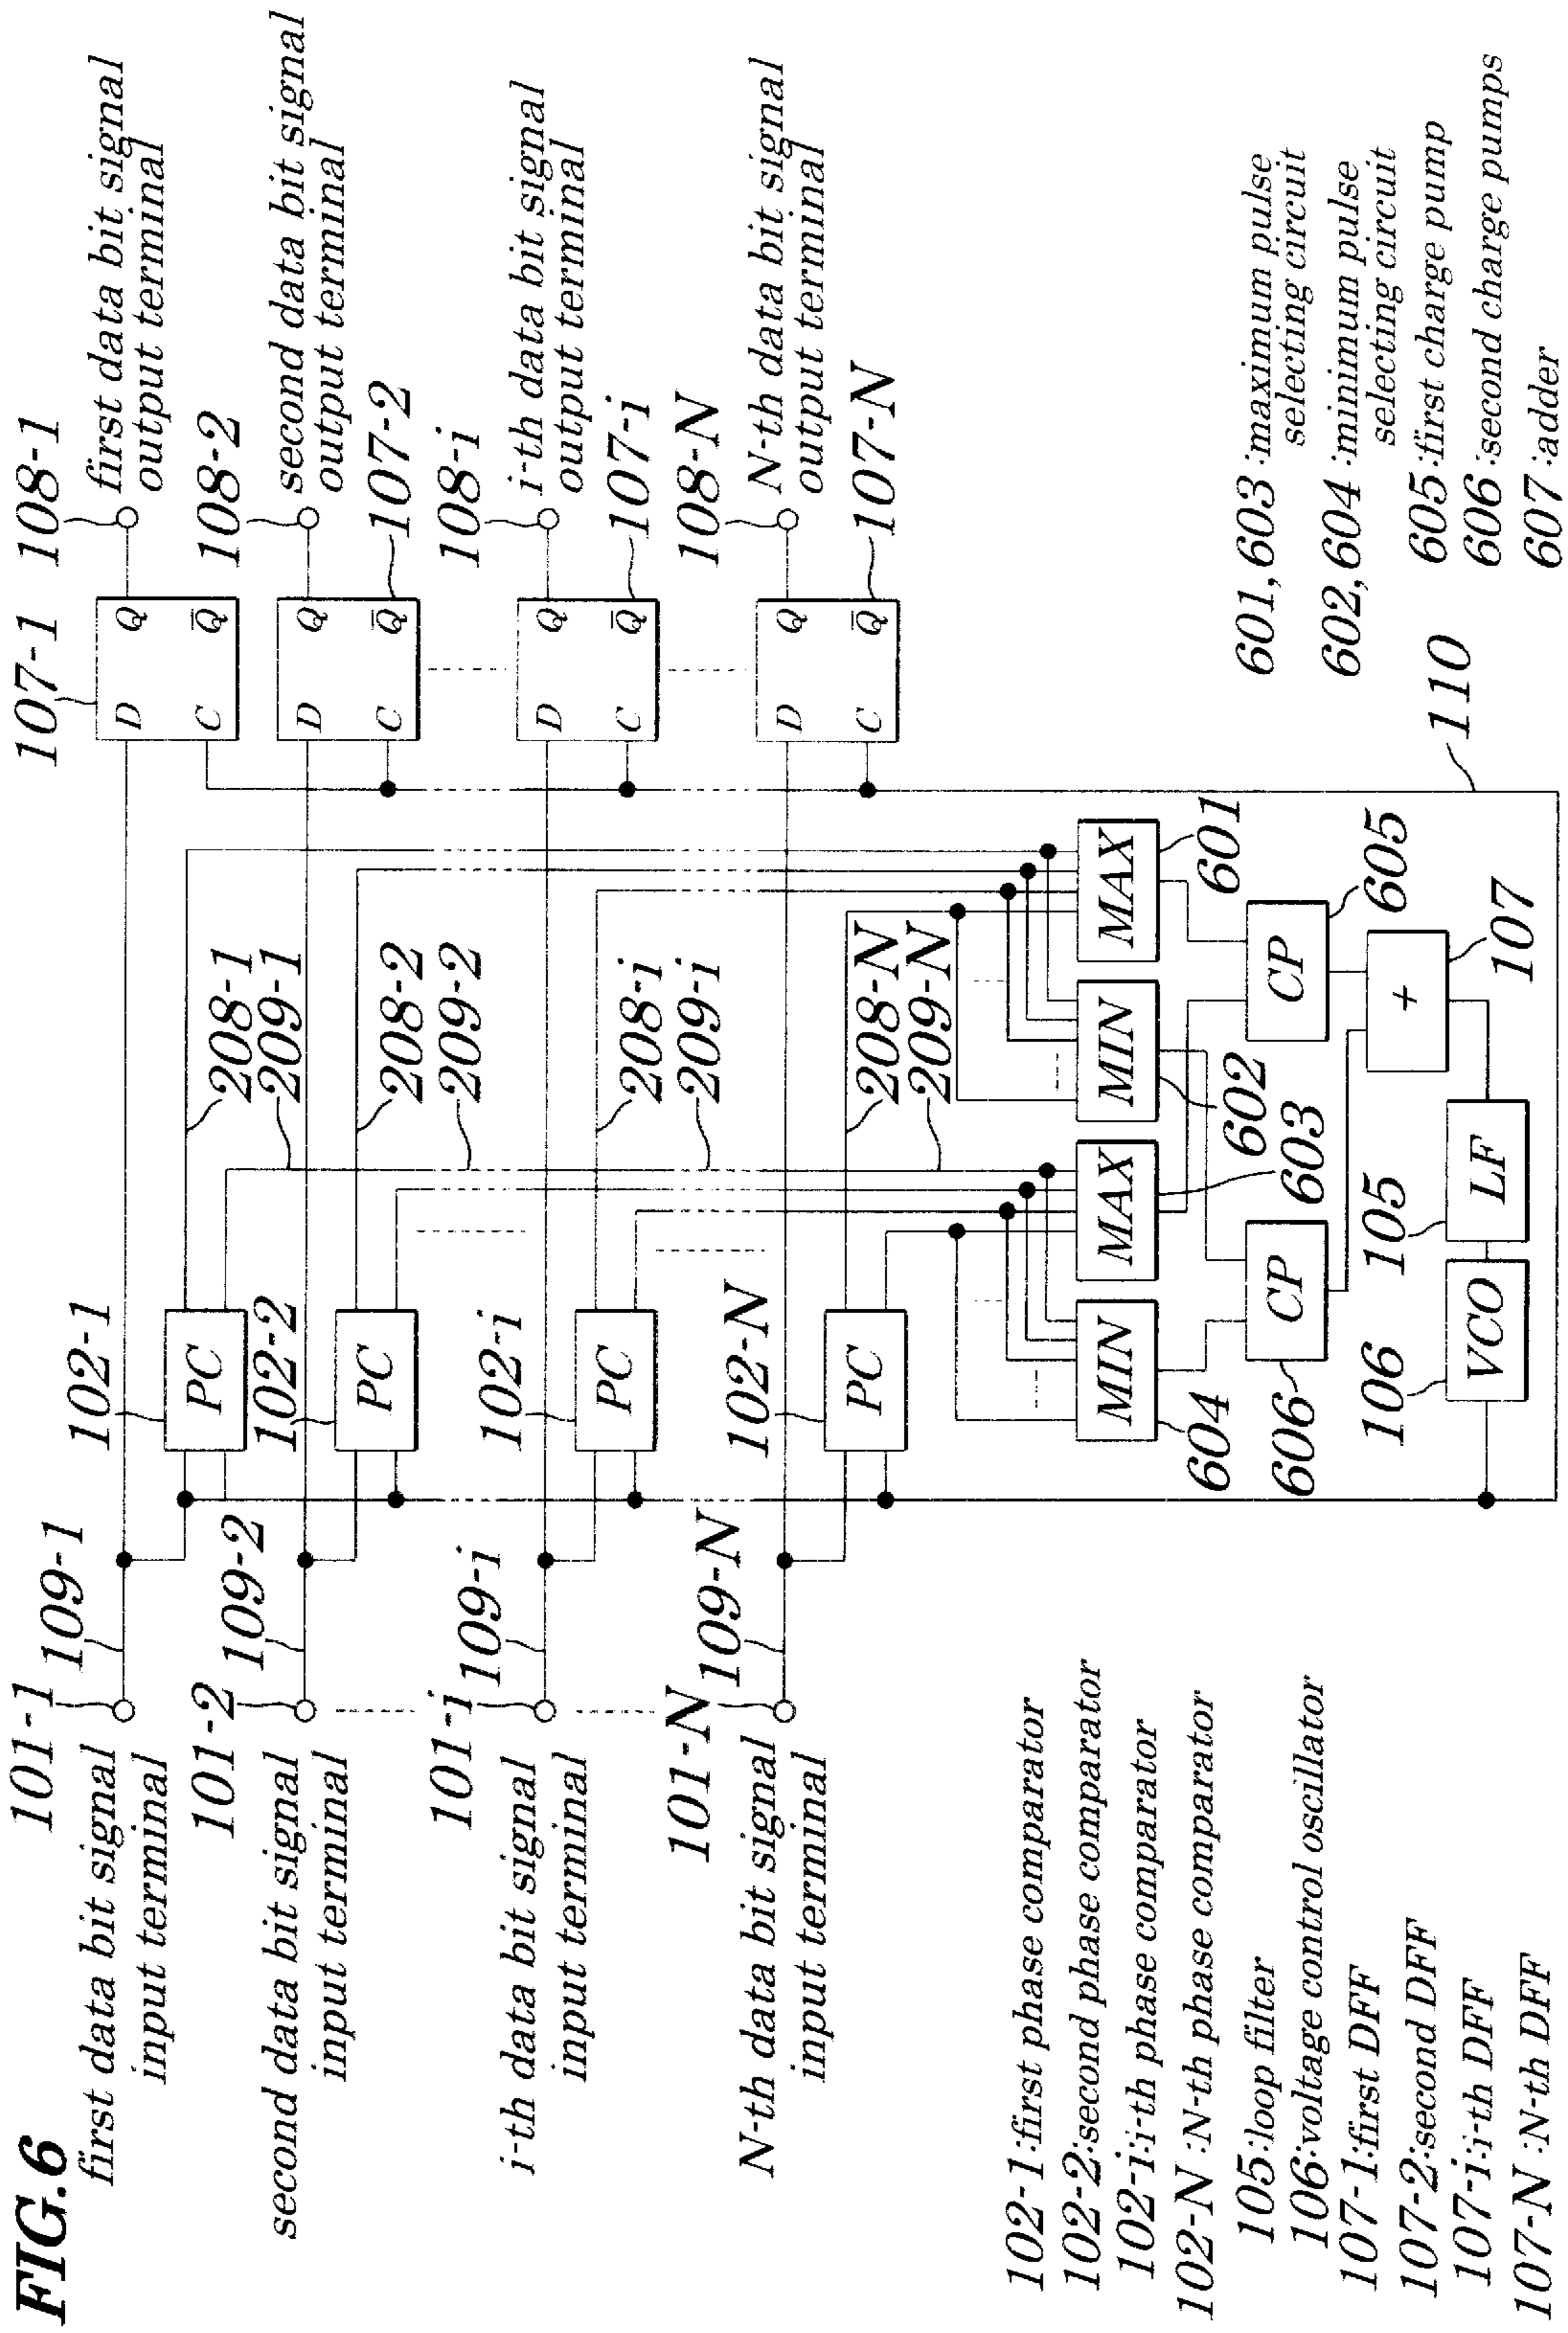 FIG.6
101-1
first data bit signal
input terminal
109-1
102-1
PC
208-1
209-1
107-1
D
Q
C
Q̅
108-1
first data bit signal
output terminal
101-2
second data bit signal
input terminal
109-2
102-2
PC
208-2
209-2
D
Q
C
Q̅
107-2
108-2
second data bit signal
output terminal
101-i
i-th data bit signal
input terminal
109-i
102-i
PC
208-i
209-i
D
Q
C
Q̅
107-i
108-i
i-th data bit signal
output terminal
101-N
N-th data bit signal
input terminal
109-N
102-N
PC
208-N
209-N
D
Q
C
Q̅
107-N
108-N
N-th data bit signal
output terminal
MIN
MAX
MIN
MAX
604
603
602
601
606
CP
CP
605
+
107
106
VCO
105
LF
110
102-1:first phase comparator
102-2:second phase comparator
102-i:i-th phase comparator
102-N:N-th phase comparator
105:loop filter
106:voltage control oscillator
107-1:first DFF
107-2:second DFF
107-i:i-th DFF
107-N:N-th DFF
601,603:maximum pulse
selecting circuit
602,604:minimum pulse
selecting circuit
605:first charge pump
606:second charge pumps
607:adder